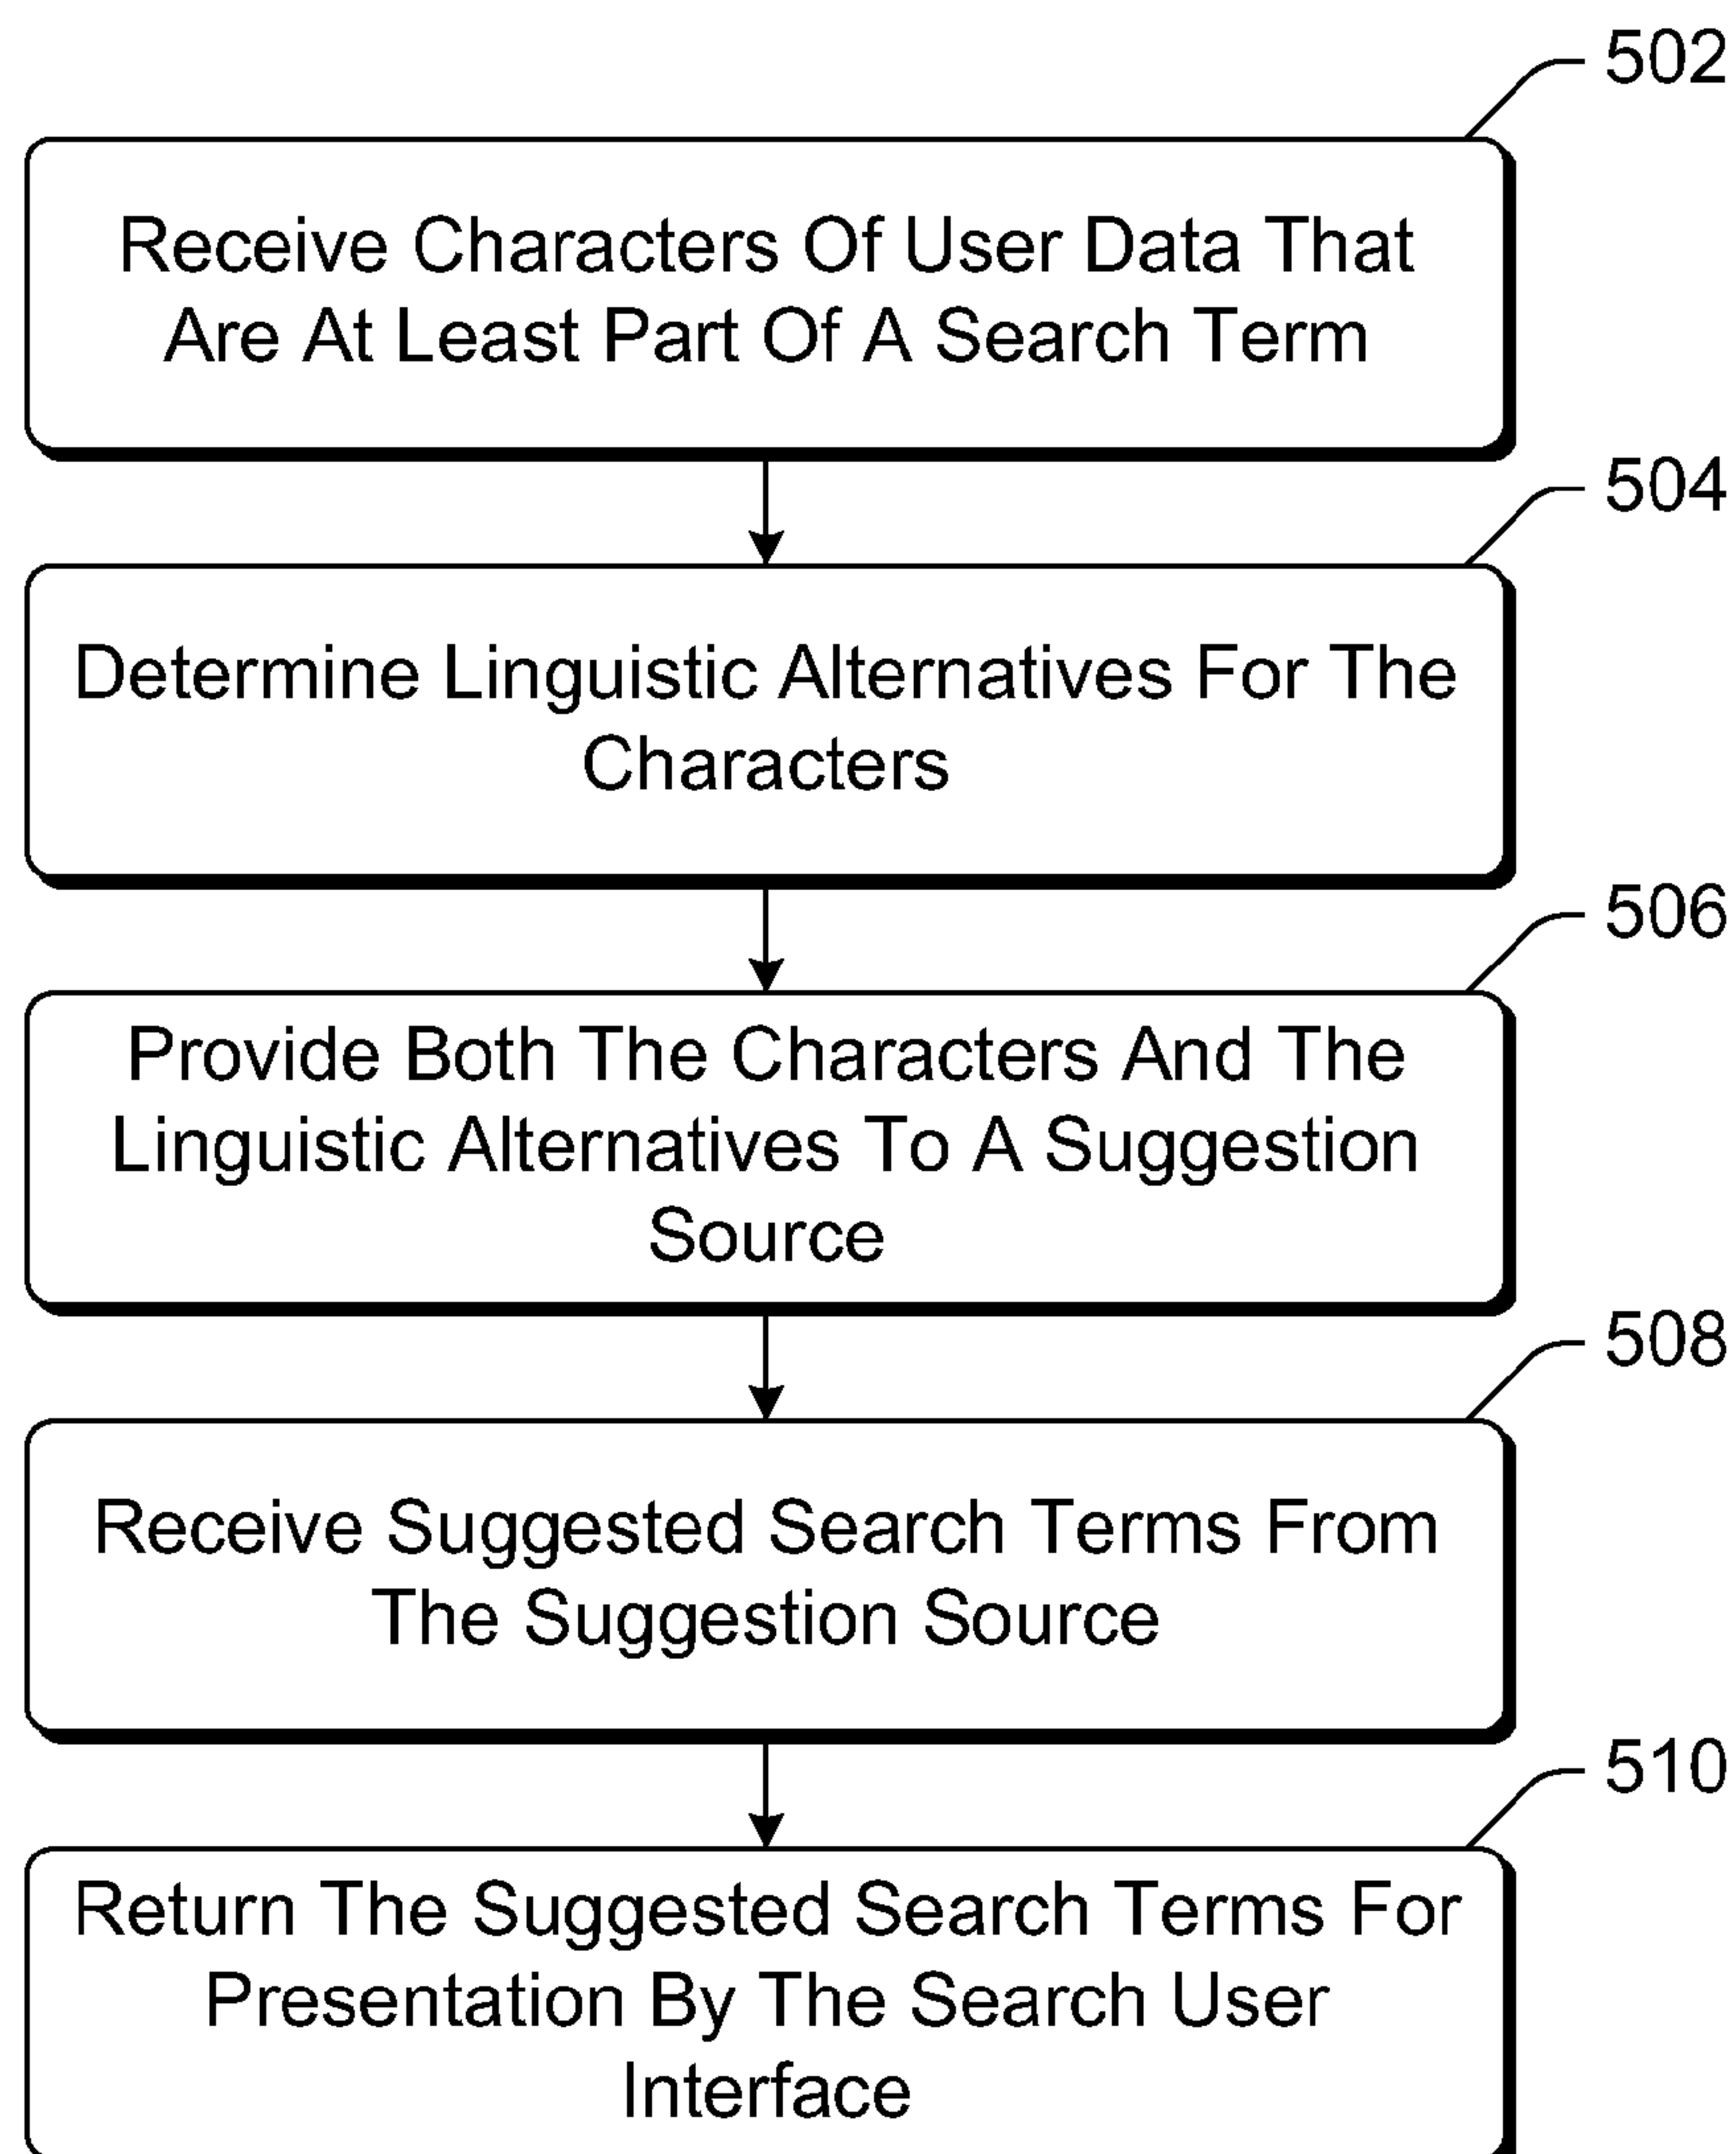 502
Receive Characters Of User Data That
Are At Least Part Of A Search Term
504
Determine Linguistic Alternatives For The
Characters
506
Provide Both The Characters And The
Linguistic Alternatives To A Suggestion
Source
508
Receive Suggested Search Terms From
The Suggestion Source
510
Return The Suggested Search Terms For
Presentation By The Search User
Interface